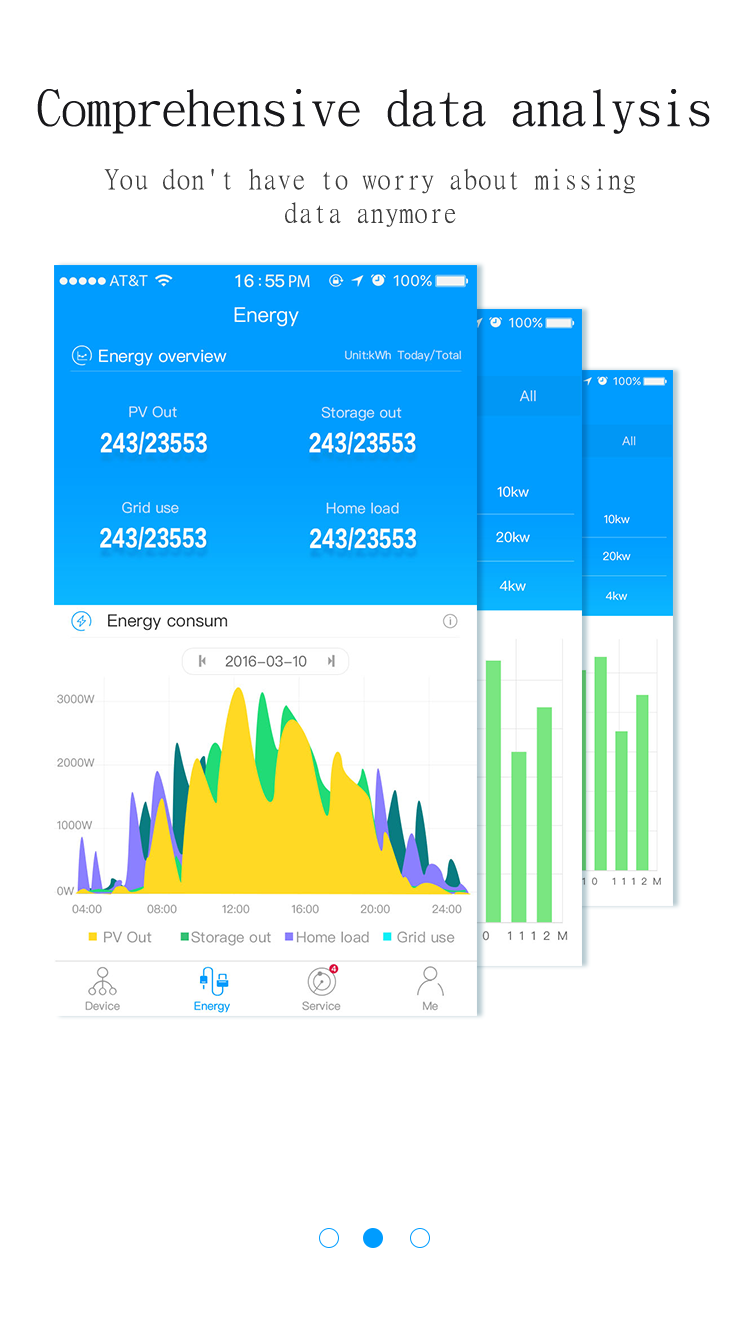 Comprehensive data analysis
You don't have to worry about missing
data anymore
AT&T 16:55 PM 100%
Energy
Energy overview Unit:kWh Today/Total
PV Out Storage out
243/23553 243/23553
Grid use Home load
243/23553 243/23553
Energy consum
2016-03-10
3000W
2000W
1000W
0W
04:00 08:00 12:00 16:00 20:00 24:00
PV Out Storage out Home load Grid use
Device Energy Service 4 Me
100%
All
10kw
20kw
4kw
0 1 1 1 2 M
100%
All
10kw
20kw
4kw
1 0 1 1 1 2 M